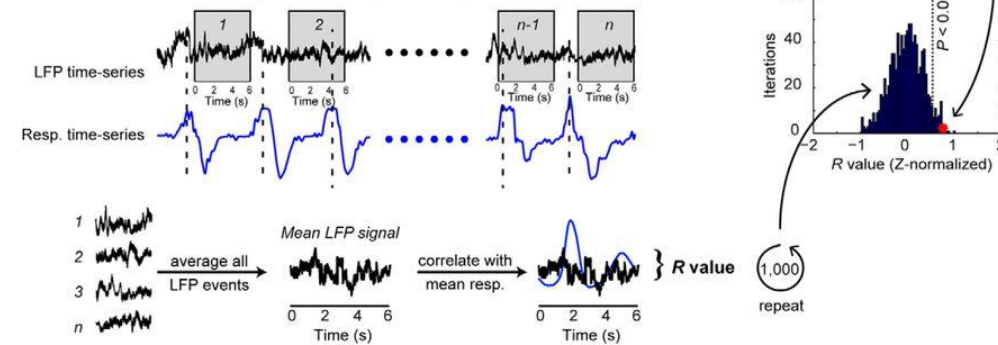 1 2 n-1 n
LFP time-series
0 2 4 6 0 2 4 6 0 2 4 6 0 2 4 6
Time (s) Time (s) Time (s) Time (s)
Resp. time-series
40
20
0
Iterations
−2 −1 0 1
R value (Z-normalized)
1
2
3
n
average all
LFP events
Mean LFP signal
0 2 4 6
Time (s)
correlate with
mean resp.
0 2 4 6
Time (s)
} R value
1,000
repeat